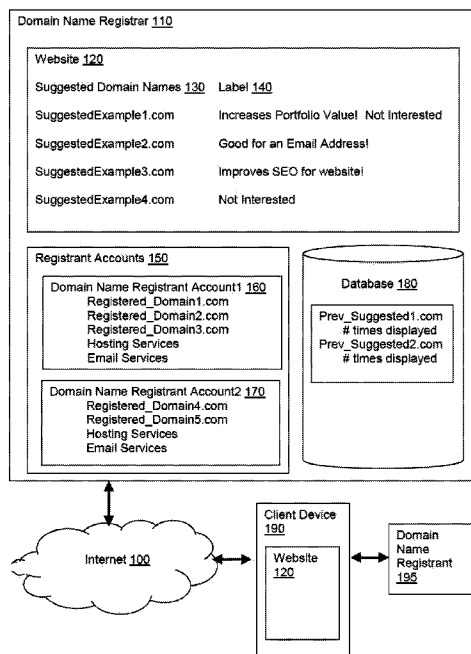 Domain Name Registrar 110
Website 120
Suggested Domain Names 130 Label 140
SuggestedExample1.com Increases Portfolio Value! Not Interested
SuggestedExample2.com Good for an Email Address!
SuggestedExample3.com Improves SEO for website!
SuggestedExample4.com Not Interested
Registrant Accounts 150
Domain Name Registrant Account1 160
Registered_Domain1.com
Registered_Domain2.com
Registered_Domain3.com
Hosting Services
Email Services
Domain Name Registrant Account2 170
Registered_Domain4.com
Registered_Domain5.com
Hosting Services
Email Services
Database 180
Prev_Suggested1.com
# times displayed
Prev_Suggested2.com
# times displayed
Internet 100
Client Device
190
Website
120
Domain
Name
Registrant
195